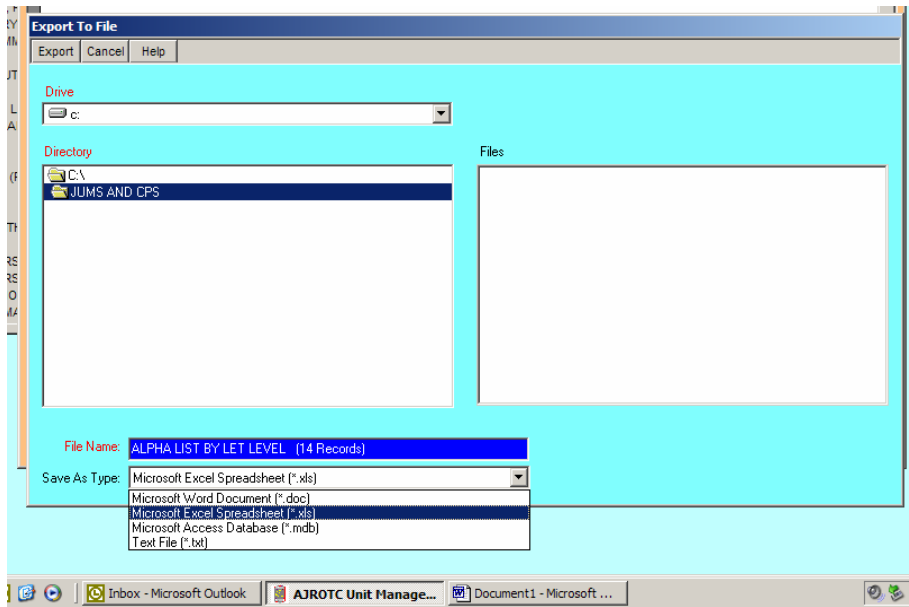 Export To File
Export Cancel Help
Drive
c:
Directory
Files
C:\
JUMS AND CPS
File Name: ALPHA LIST BY LET LEVEL (14 Records)
Save As Type: Microsoft Excel Spreadsheet (*.xls)
Microsoft Word Document (*.doc)
Microsoft Excel Spreadsheet (*.xls)
Microsoft Access Database (*.mdb)
Text File (*.txt)
Inbox - Microsoft Outlook AJROTC Unit Manage... Document1 - Microsoft ...